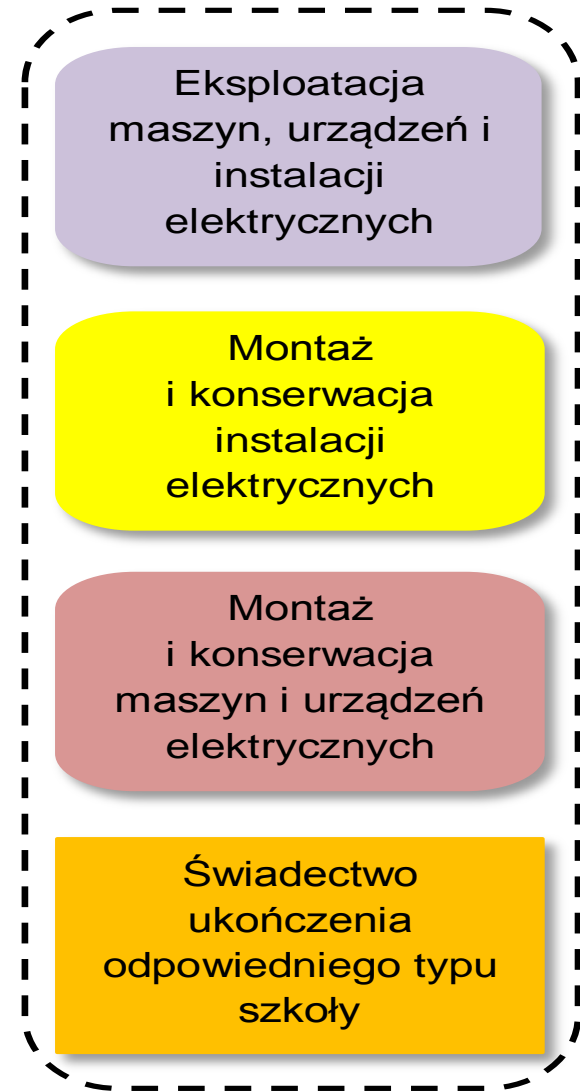 Eksploatacja
maszyn, urządzeń i
instalacji
elektrycznych
Montaż
i konserwacja
instalacji
elektrycznych
Montaż
i konserwacja
maszyn i urządzeń
elektrycznych
Świadectwo
ukończenia
odpowiedniego typu
szkoły